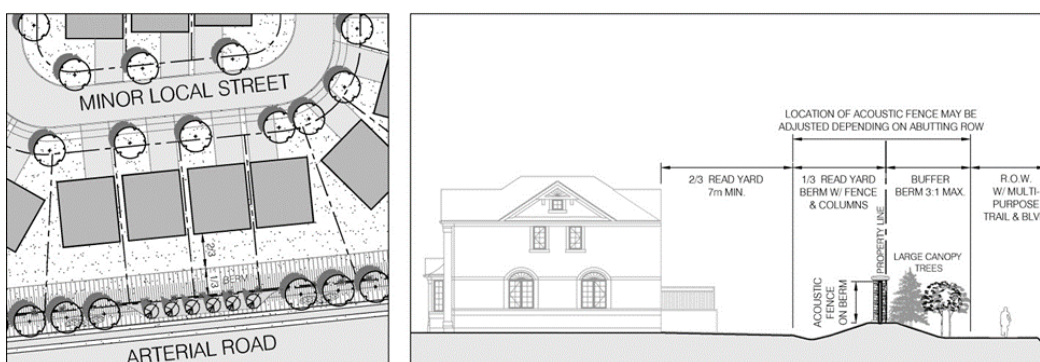 MINOR LOCAL STREET
2/3
1/3
BERM
ARTERIAL ROAD
LOCATION OF ACOUSTIC FENCE MAY BE
ADJUSTED DEPENDING ON ABUTTING ROW
2/3 READ YARD
7m MIN.
1/3 READ YARD
BERM W/ FENCE
& COLUMNS
BUFFER
BERM 3:1 MAX.
R.O.W.
W/ MULTI-
PURPOSE
TRAIL & BLV
PROPERTY LINE
LARGE CANOPY
TREES
ACOUSTIC
FENCE
ON BERM